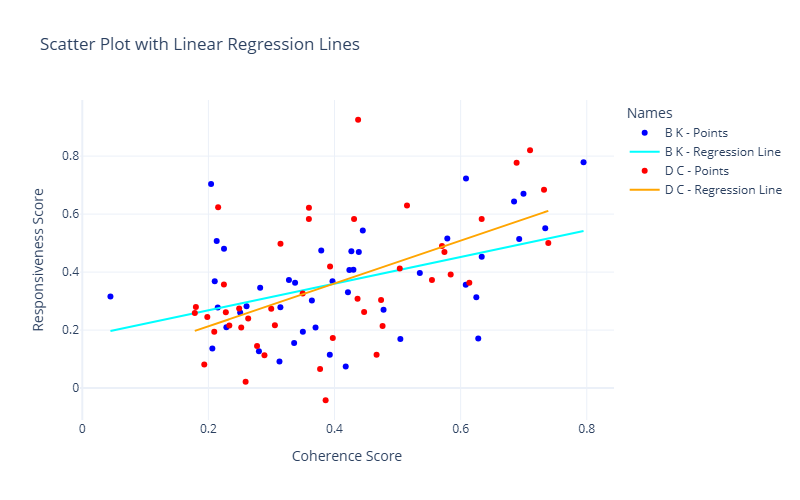 Scatter Plot with Linear Regression Lines
Names
B K - Points
B K - Regression Line
D C - Points
D C - Regression Line
Responsiveness Score
0.8
0.6
0.4
0.2
0
0
0.2
0.4
0.6
0.8
Coherence Score